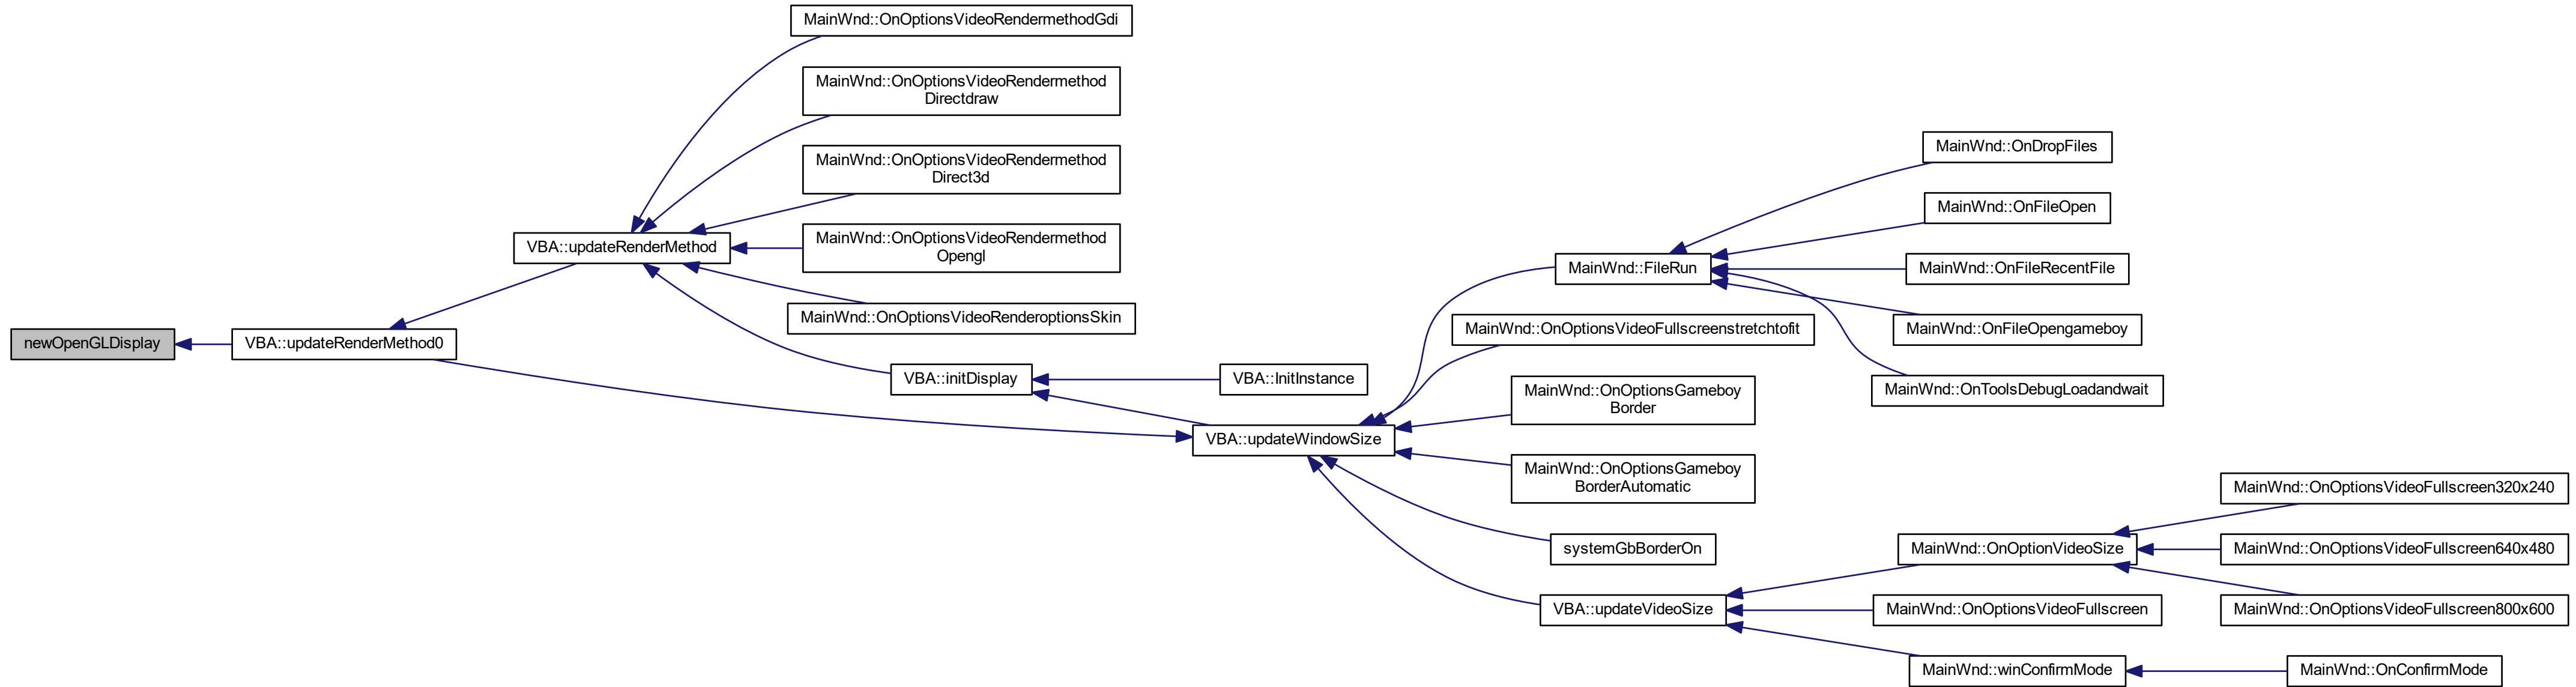 MainWnd::OnOptionsVideoRendermethodGdi
MainWnd::OnOptionsVideoRendermethod
Directdraw
MainWnd::OnOptionsVideoRendermethod
Direct3d
MainWnd::OnOptionsVideoRendermethod
Opengl
MainWnd::OnOptionsVideoRenderoptionsSkin
VBA::updateRenderMethod
newOpenGLDisplay
VBA::updateRenderMethod0
VBA::initDisplay
VBA::InitInstance
VBA::updateWindowSize
MainWnd::FileRun
MainWnd::OnDropFiles
MainWnd::OnFileOpen
MainWnd::OnFileRecentFile
MainWnd::OnFileOpengameboy
MainWnd::OnToolsDebugLoadandwait
MainWnd::OnOptionsVideoFullscreenstretchtofit
MainWnd::OnOptionsGameboy
Border
MainWnd::OnOptionsGameboy
BorderAutomatic
systemGbBorderOn
VBA::updateVideoSize
MainWnd::OnOptionVideoSize
MainWnd::OnOptionsVideoFullscreen
MainWnd::winConfirmMode
MainWnd::OnOptionsVideoFullscreen320x240
MainWnd::OnOptionsVideoFullscreen640x480
MainWnd::OnOptionsVideoFullscreen800x600
MainWnd::OnConfirmMode